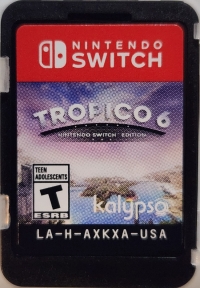 NINTENDO
SWITCH
TROPICO 6
NINTENDO SWITCH EDITION
TEEN
ADOLESCENTS
T
ESRB
kalypso
LA-H-AXKXA-USA